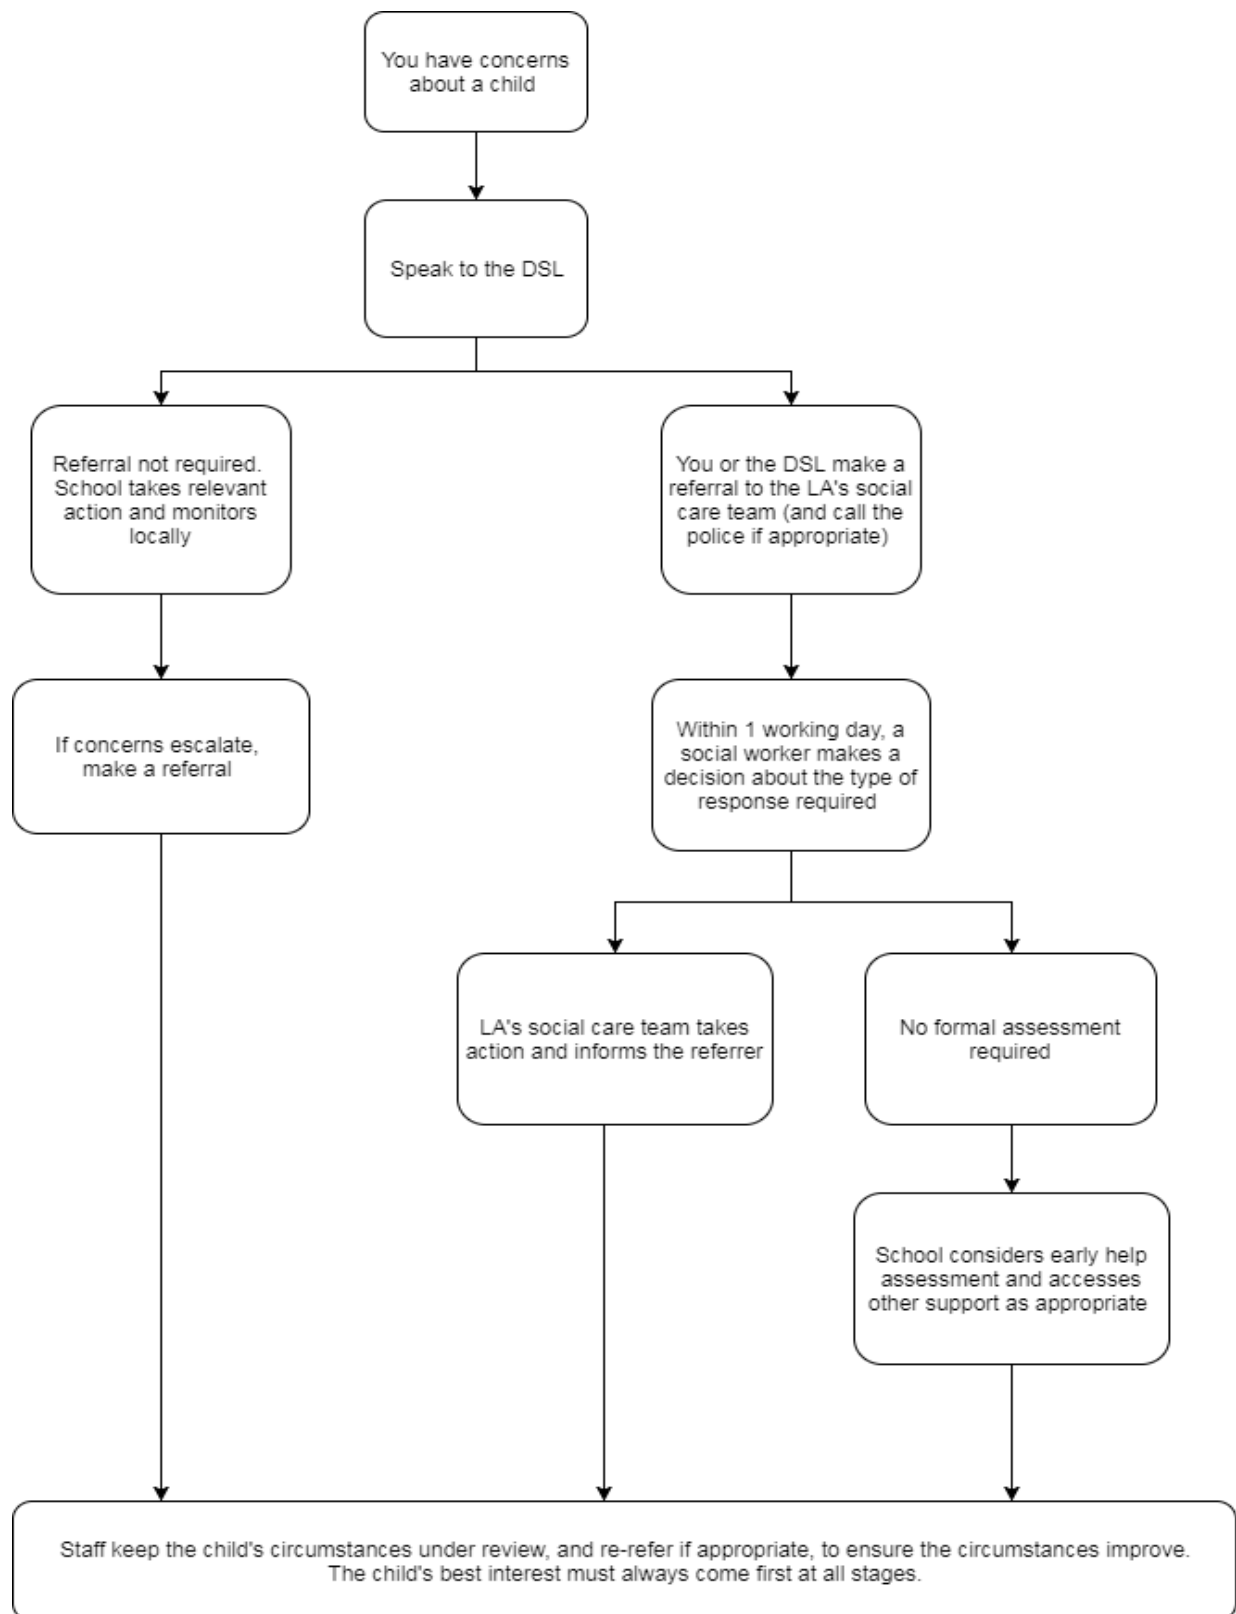 You have concerns
about a child
Speak to the DSL
Referral not required.
School takes relevant
action and monitors
locally
You or the DSL make a
referral to the LA's social
care team (and call the
police if appropriate)
If concerns escalate,
make a referral
Within 1 working day, a
social worker makes a
decision about the type of
response required
LA's social care team takes
action and informs the referrer
No formal assessment
required
School considers early help
assessment and accesses
other support as appropriate
Staff keep the child's circumstances under review, and re-refer if appropriate, to ensure the circumstances improve.
The child's best interest must always come first at all stages.